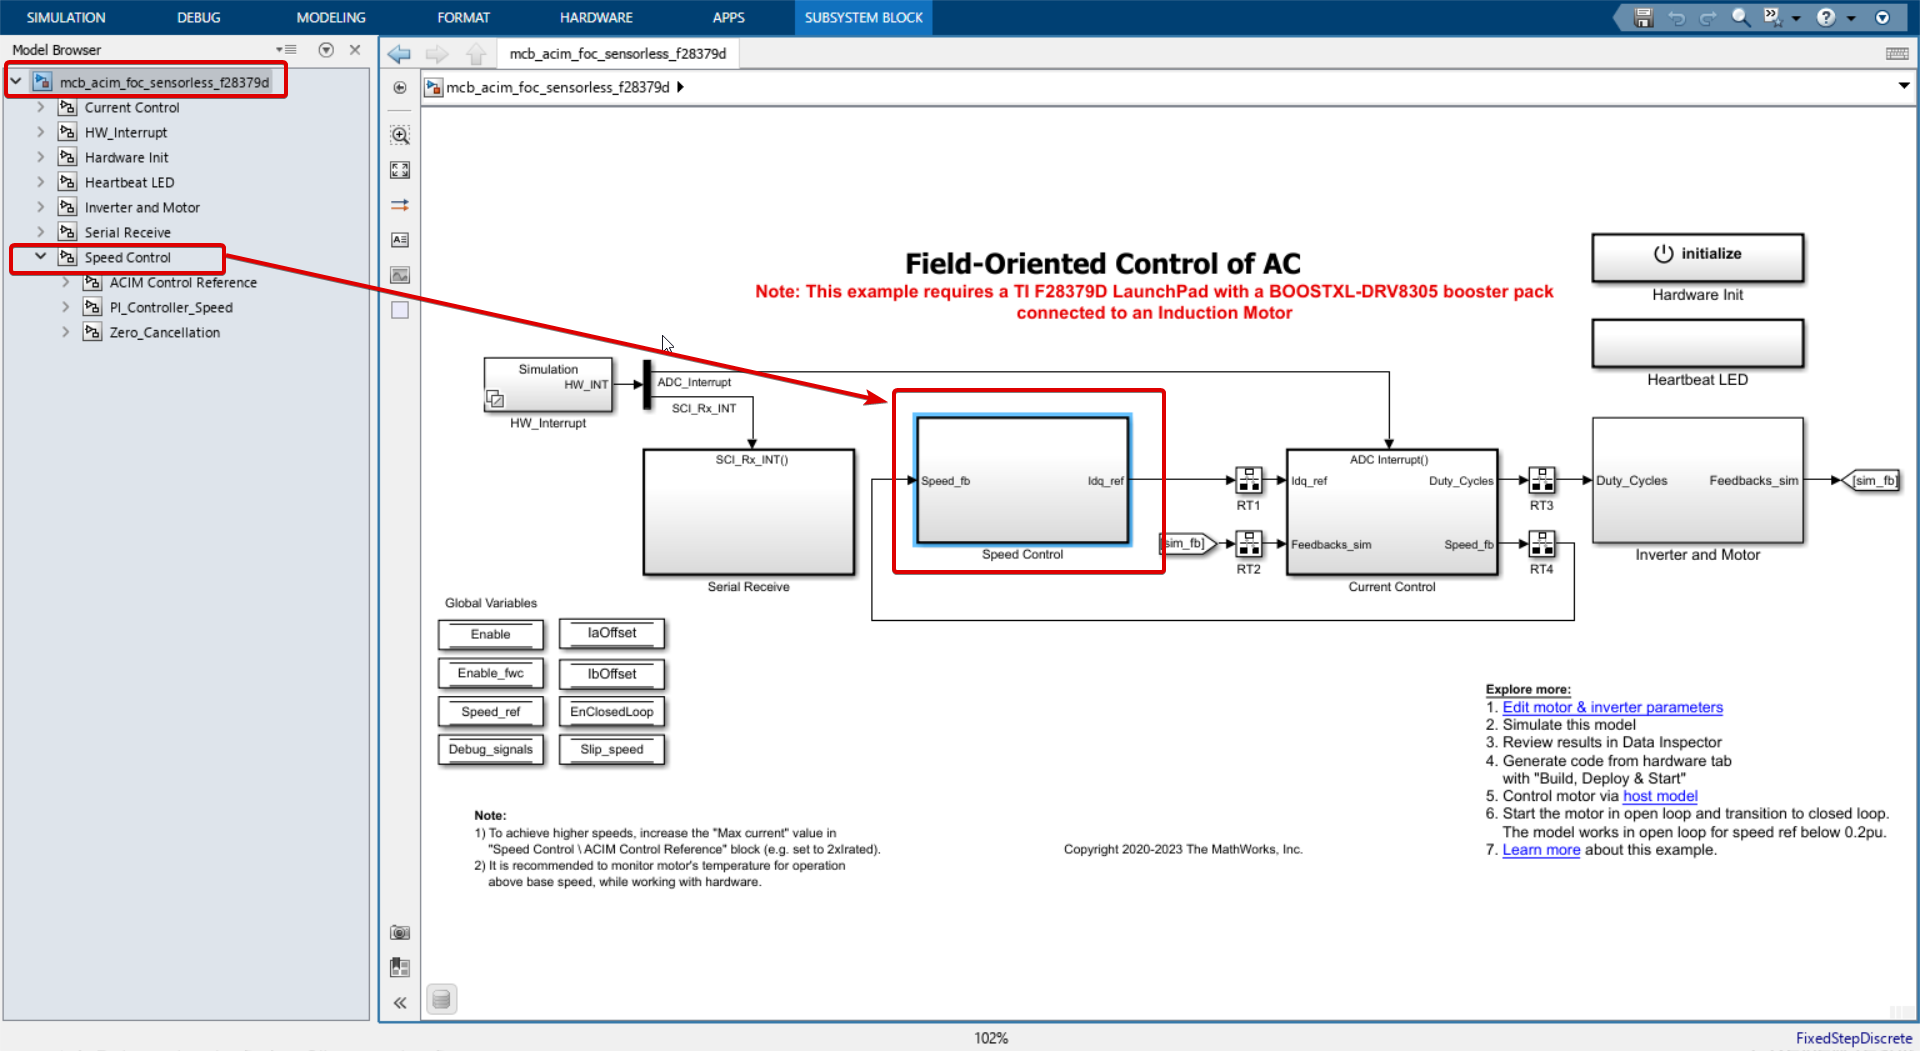 SIMULATION
DEBUG
MODELING
FORMAT
HARDWARE
APPS
SUBSYSTEM BLOCK
Model Browser
mcb_acim_foc_sensorless_f28379d
Current Control
HW_Interrupt
Hardware Init
Heartbeat LED
Inverter and Motor
Serial Receive
Speed Control
ACIM Control Reference
PI_Controller_Speed
Zero_Cancellation
mcb_acim_foc_sensorless_f28379d
mcb_acim_foc_sensorless_f28379d
Field-Oriented Control of AC
Note: This example requires a TI F28379D LaunchPad with a BOOSTXL-DRV8305 booster pack
connected to an Induction Motor
initialize
Hardware Init
Heartbeat LED
Simulation
HW_INT
HW_Interrupt
ADC_Interrupt
SCI_Rx_INT
SCI_Rx_INT()
Serial Receive
Speed_fb
Idq_ref
Speed Control
[sim_fb]
RT1
RT2
ADC Interrupt()
Idq_ref
Duty_Cycles
Feedbacks_sim
Speed_fb
Current Control
RT3
RT4
Duty_Cycles
Feedbacks_sim
Inverter and Motor
[sim_fb]
Global Variables
Enable
IaOffset
Enable_fwc
IbOffset
Speed_ref
EnClosedLoop
Debug_signals
Slip_speed
Explore more:
1. Edit motor & inverter parameters
2. Simulate this model
3. Review results in Data Inspector
4. Generate code from hardware tab
with "Build, Deploy & Start"
5. Control motor via host model
6. Start the motor in open loop and transition to closed loop.
The model works in open loop for speed ref below 0.2pu.
7. Learn more about this example.
Note:
1) To achieve higher speeds, increase the "Max current" value in
"Speed Control \ ACIM Control Reference" block (e.g. set to 2xIrated).
2) It is recommended to monitor motor's temperature for operation
above base speed, while working with hardware.
Copyright 2020-2023 The MathWorks, Inc.
102%
FixedStepDiscrete